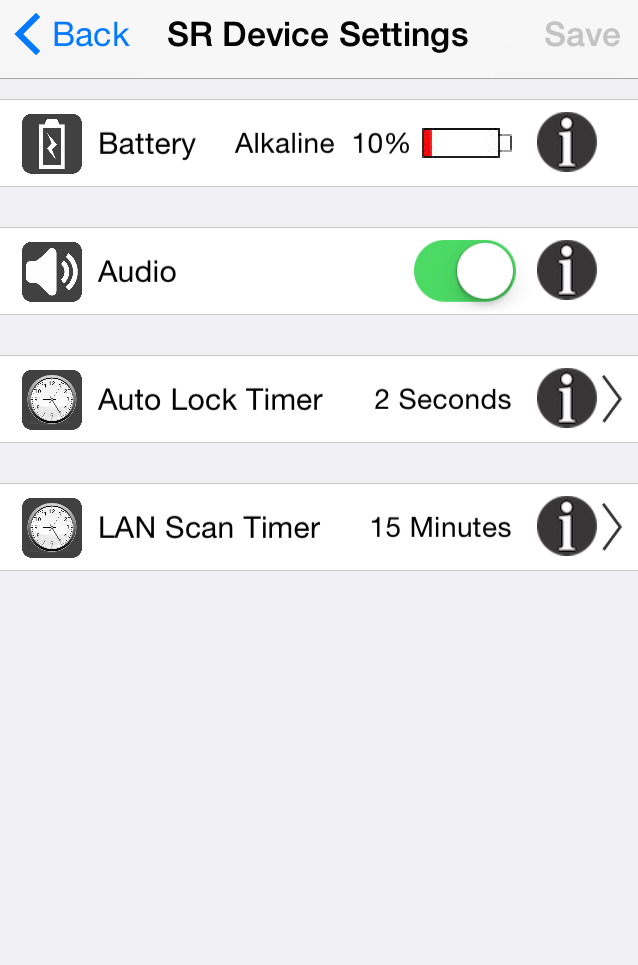 Back SR Device Settings Save
Battery Alkaline 10%
Audio
Auto Lock Timer 2 Seconds
LAN Scan Timer 15 Minutes